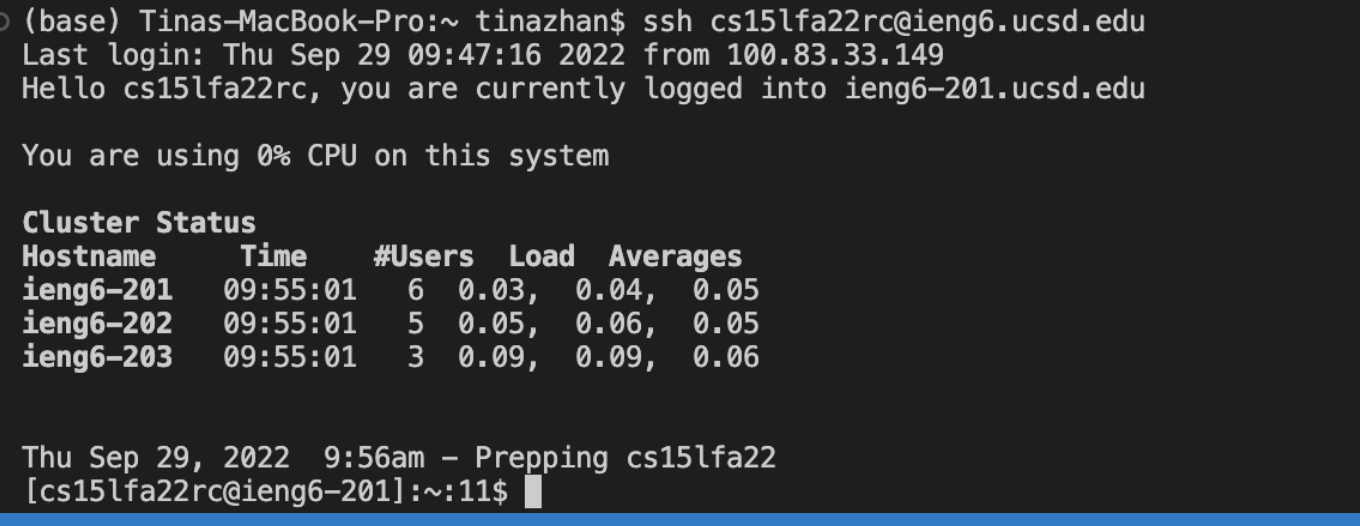 (base) Tinas-MacBook-Pro:~ tinazhan$ ssh cs15lfa22rc@ieng6.ucsd.edu
Last login: Thu Sep 29 09:47:16 2022 from 100.83.33.149
Hello cs15lfa22rc, you are currently logged into ieng6-201.ucsd.edu
You are using 0% CPU on this system
Cluster Status
Hostname     Time    #Users  Load  Averages
ieng6-201   09:55:01   6  0.03,  0.04,  0.05
ieng6-202   09:55:01   5  0.05,  0.06,  0.05
ieng6-203   09:55:01   3  0.09,  0.09,  0.06
Thu Sep 29, 2022  9:56am - Prepping cs15lfa22
[cs15lfa22rc@ieng6-201]:~:11$